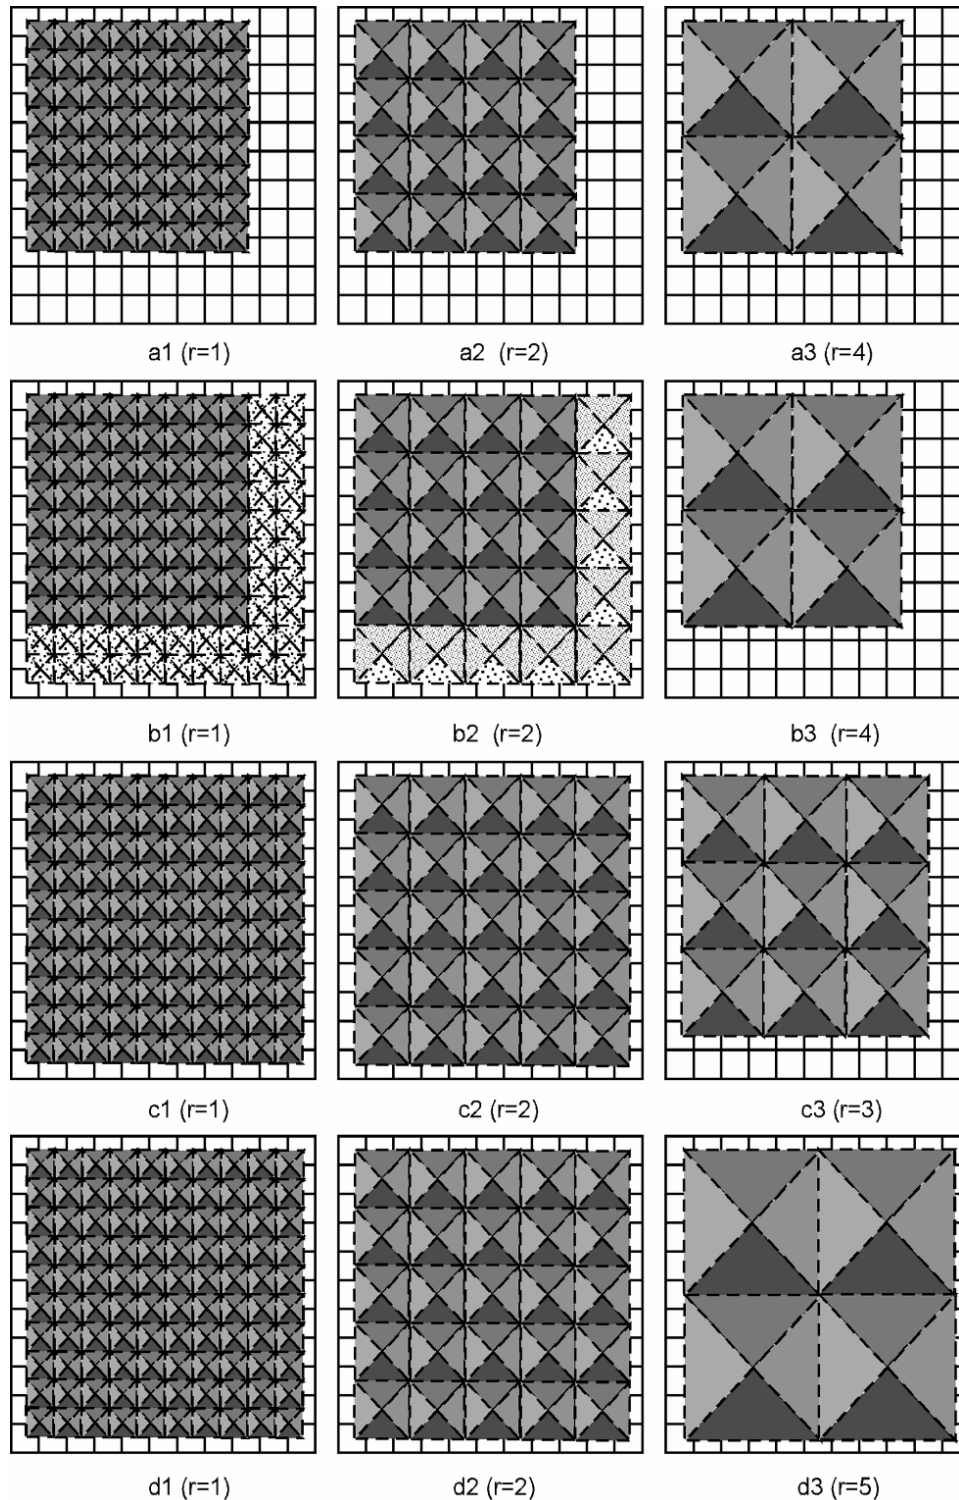 a1 (r=1) a2 (r=2) a3 (r=4)
b1 (r=1) b2 (r=2) b3 (r=4)
c1 (r=1) c2 (r=2) c3 (r=3)
d1 (r=1) d2 (r=2) d3 (r=5)